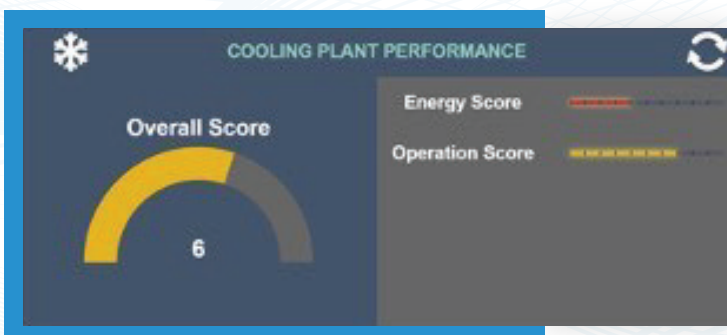 COOLING PLANT PERFORMANCE
Overall Score
6
Energy Score
Operation Score